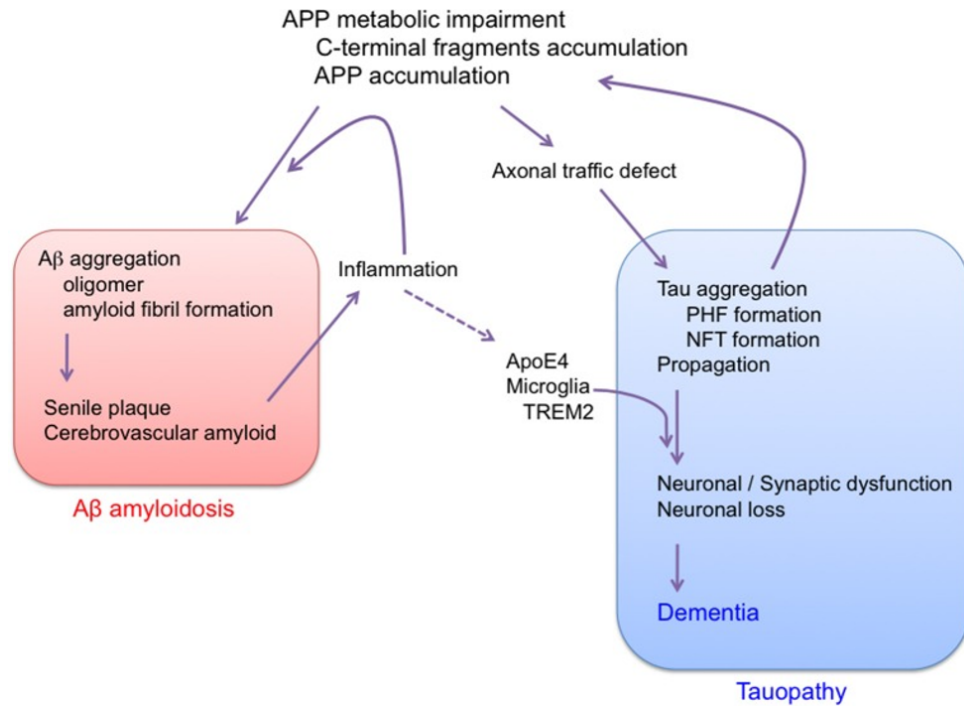 APP metabolic impairment
C-terminal fragments accumulation
APP accumulation
Axonal traffic defect
Aβ aggregation
oligomer
amyloid fibril formation
Senile plaque
Cerebrovascular amyloid
Aβ amyloidosis
Inflammation
ApoE4
Microglia
TREM2
Tau aggregation
PHF formation
NFT formation
Propagation
Neuronal / Synaptic dysfunction
Neuronal loss
Dementia
Tauopathy